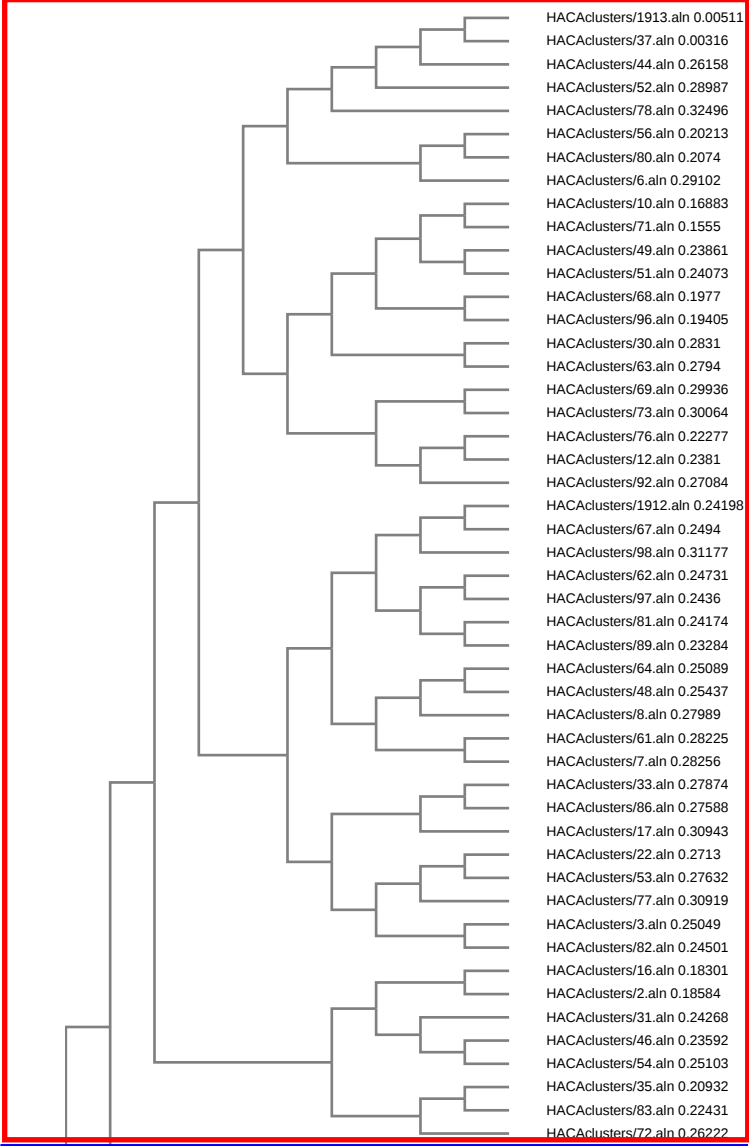 HACAclusters/1913.aln 0.00511
HACAclusters/37.aln 0.00316
HACAclusters/44.aln 0.26158
HACAclusters/52.aln 0.28987
HACAclusters/78.aln 0.32496
HACAclusters/56.aln 0.20213
HACAclusters/80.aln 0.2074
HACAclusters/6.aln 0.29102
HACAclusters/10.aln 0.16883
HACAclusters/71.aln 0.1555
HACAclusters/49.aln 0.23861
HACAclusters/51.aln 0.24073
HACAclusters/68.aln 0.1977
HACAclusters/96.aln 0.19405
HACAclusters/30.aln 0.2831
HACAclusters/63.aln 0.2794
HACAclusters/69.aln 0.29936
HACAclusters/73.aln 0.30064
HACAclusters/76.aln 0.22277
HACAclusters/12.aln 0.2381
HACAclusters/92.aln 0.27084
HACAclusters/1912.aln 0.24198
HACAclusters/67.aln 0.2494
HACAclusters/98.aln 0.31177
HACAclusters/62.aln 0.24731
HACAclusters/97.aln 0.2436
HACAclusters/81.aln 0.24174
HACAclusters/89.aln 0.23284
HACAclusters/64.aln 0.25089
HACAclusters/48.aln 0.25437
HACAclusters/8.aln 0.27989
HACAclusters/61.aln 0.28225
HACAclusters/7.aln 0.28256
HACAclusters/33.aln 0.27874
HACAclusters/86.aln 0.27588
HACAclusters/17.aln 0.30943
HACAclusters/22.aln 0.2713
HACAclusters/53.aln 0.27632
HACAclusters/77.aln 0.30919
HACAclusters/3.aln 0.25049
HACAclusters/82.aln 0.24501
HACAclusters/16.aln 0.18301
HACAclusters/2.aln 0.18584
HACAclusters/31.aln 0.24268
HACAclusters/46.aln 0.23592
HACAclusters/54.aln 0.25103
HACAclusters/35.aln 0.20932
HACAclusters/83.aln 0.22431
HACAclusters/72.aln 0.26222